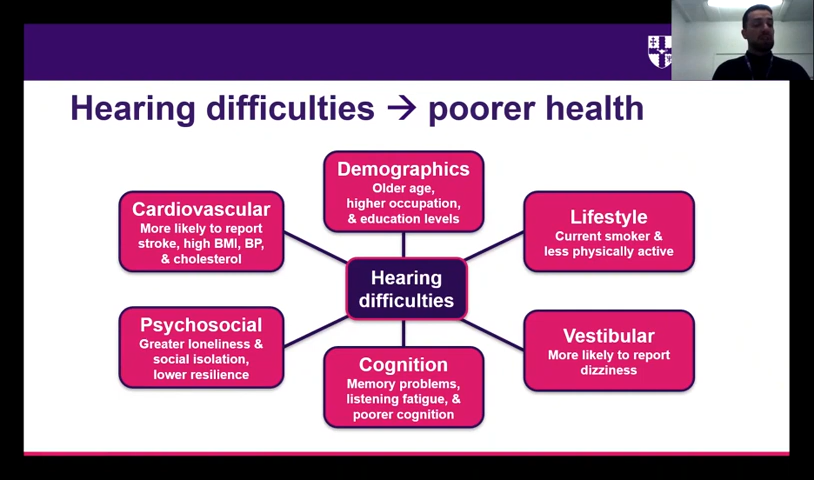 Hearing difficulties → poorer health
Demographics
Older age,
higher occupation,
& education levels
Cardiovascular
More likely to report
stroke, high BMI, BP,
& cholesterol
Lifestyle
Current smoker &
less physically active
Hearing
difficulties
Psychosocial
Greater loneliness &
social isolation,
lower resilience
Cognition
Memory problems,
listening fatigue, &
poorer cognition
Vestibular
More likely to report
dizziness